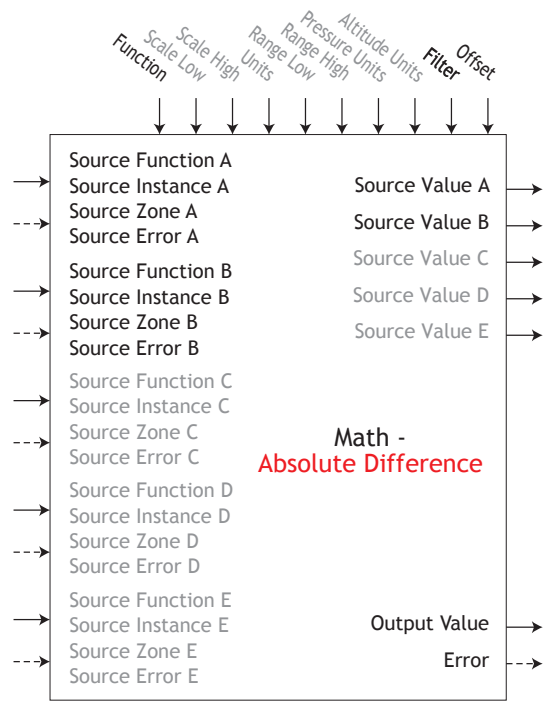 Function
Scale Low
Scale High
Units
Range Low
Range High
Pressure Units
Altitude Units
Filter
Offset
Source Function A
Source Instance A
Source Zone A
Source Error A
Source Function B
Source Instance B
Source Zone B
Source Error B
Source Function C
Source Instance C
Source Zone C
Source Error C
Source Function D
Source Instance D
Source Zone D
Source Error D
Source Function E
Source Instance E
Source Zone E
Source Error E
Source Value A
Source Value B
Source Value C
Source Value D
Source Value E
Math -
Absolute Difference
Output Value
Error